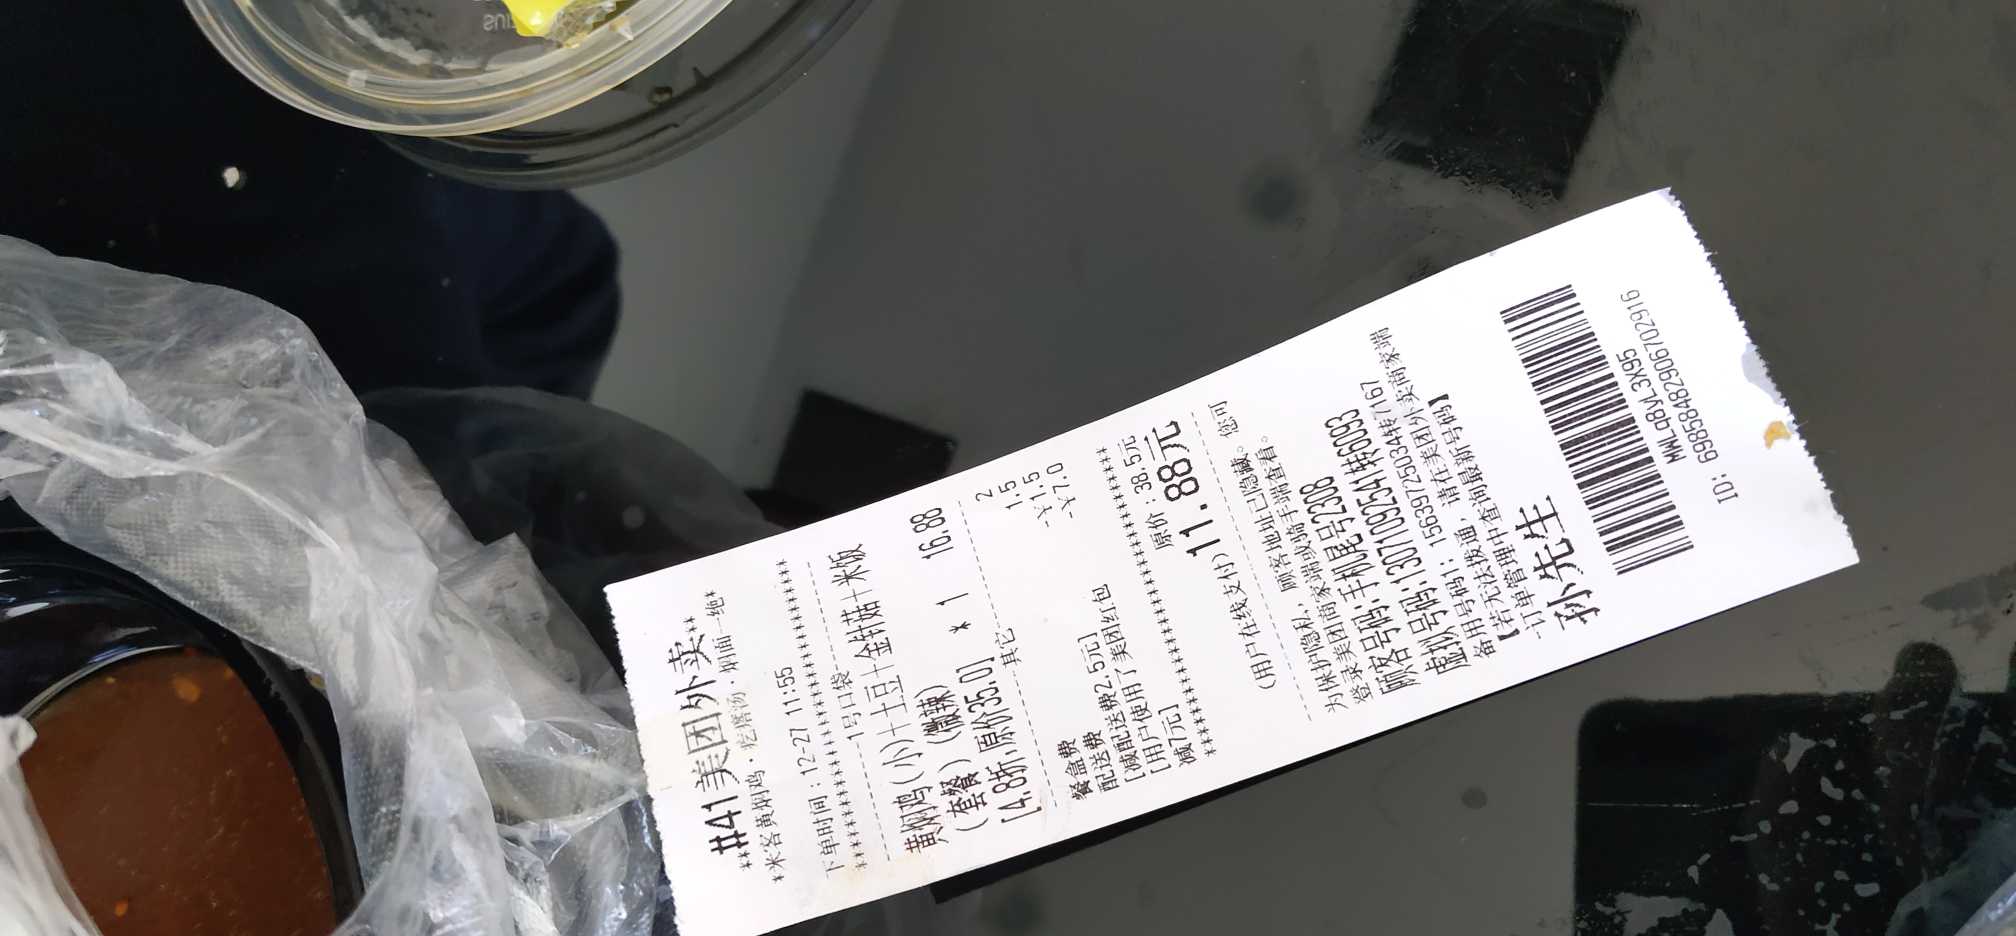 **#41美团外卖**
*米客黄焖鸡·疙瘩汤·焖面一绝*
下单时间：12-27 11:55
********************************
1号口袋
黄焖鸡(小)+土豆+金针菇+米饭
(套餐)(微辣)
[4.8折,原价35.0] * 1 16.88
其它
餐盒费 2
配送费 1.5
[减配送费2.5元] -￥1.5
[用户使用了美团红包 -￥7.0
减7元]
********************************
原价：38.5元
(用户在线支付)11.88元
为保护隐私，顾客地址已隐藏。您可
登录美团商家端或骑手端查看。
顾客号码:手机尾号2308
虚拟号码:13071092541转6093
备用号码1: 15639725034转7167
【若无法拨通，请在美团外卖商家端
-订单管理中查询最新号码】
孙先生
MWLq8yL3X95
ID: 69858482906702916